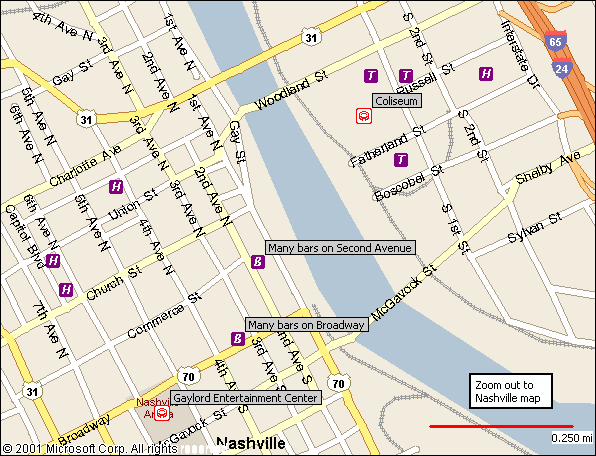 4th Ave N
3rd Ave N
1st Ave N
31
65
24
Gay St
2nd Ave N
1st Ave N
Woodland St
T
T
H
Russell St
Interstate Dr
S 2nd St
Coliseum
5th Ave N
6th Ave N
31
3rd Ave N
Gay St
Fatherland St
T
S 2nd St
Shelby Ave
Charlotte Ave
H
Boscobel St
Union St
2nd Ave N
3rd Ave N
4th Ave N
5th Ave N
6th Ave N
Capitol Blvd
S 1st St
Sylvan St
Many bars on Second Avenue
B
H
H
Church St
McGavock St
Commerce St
7th Ave N
Many bars on Broadway
B
70
4th Ave S
3rd Ave S
2nd Ave S
70
31
Zoom out to
Nashville map
Gaylord Entertainment Center
Nashville
Arena
Broadway
McGavock St
Nashville
0.250 mi
© 2001 Microsoft Corp. All rights